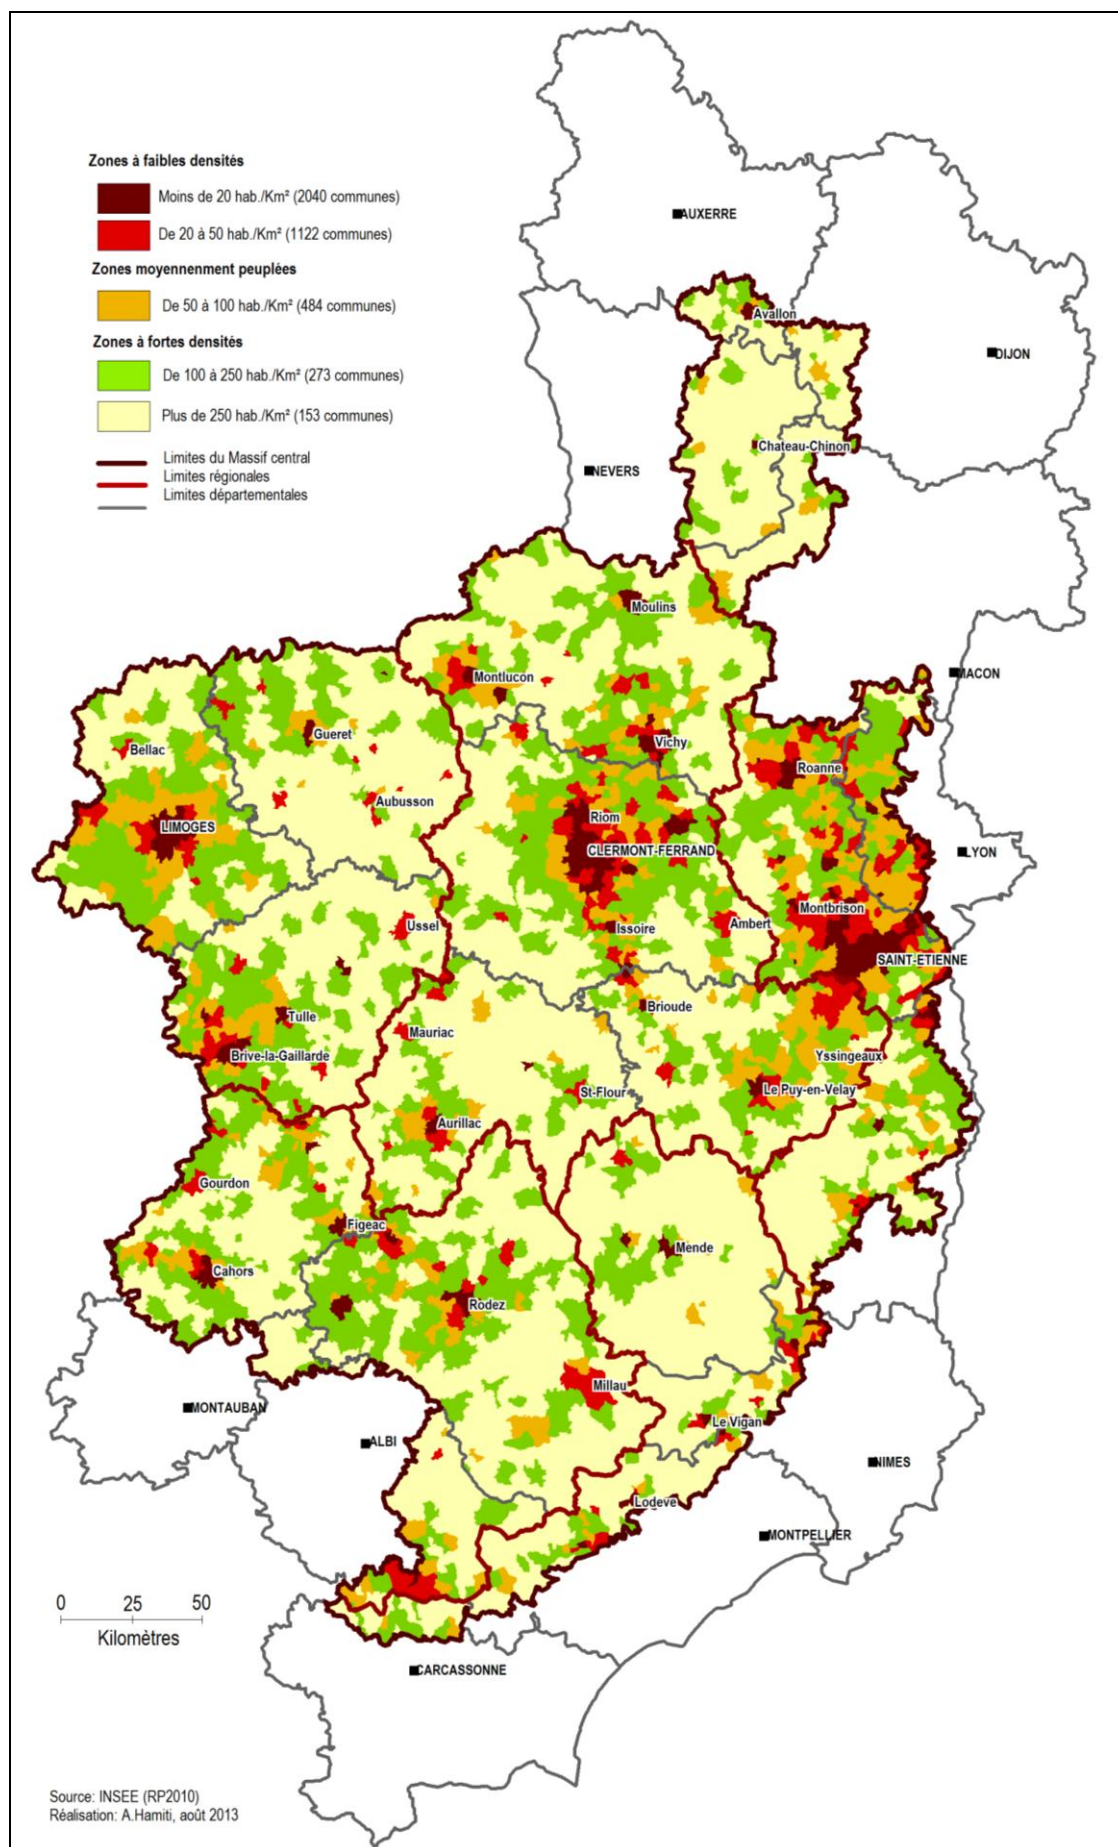 Zones à faibles densités
Moins de 20 hab./Km² (2040 communes)
De 20 à 50 hab./Km² (1122 communes)
Zones moyennment peuplées
De 50 à 100 hab./Km² (484 communes)
Zones à fortes densités
De 100 à 250 hab./Km² (273 communes)
Plus de 250 hab./Km² (153 communes)
Limites du Massif central
Limites régionales
Limites départementales
AUXERRE
Avallon
DIJON
Chateau-Chinon
NEVERS
Moulins
MACON
Montlucon
Gueret
Vichy
Bellac
Roanne
Aubusson
Riom
LIMOGES
CLERMONT-FERRAND
LYON
Montbrison
Ussel
Issoire
Ambert
SAINT-ETIENNE
Brioude
Tulle
Mauriac
Brive-la-Gaillarde
Yssingeaux
St-Flour
Le Puy-en-Velay
Aurillac
Gourdon
Figeac
Mende
Cahors
Rodez
Millau
MONTAUBAN
Le Vigan
ALBI
NIMES
Lodeve
MONTPELLIER
0 25 50
Kilomètres
CARCASSONNE
Source: INSEE (RP2010)
Réalisation: A.Hamiti, août 2013